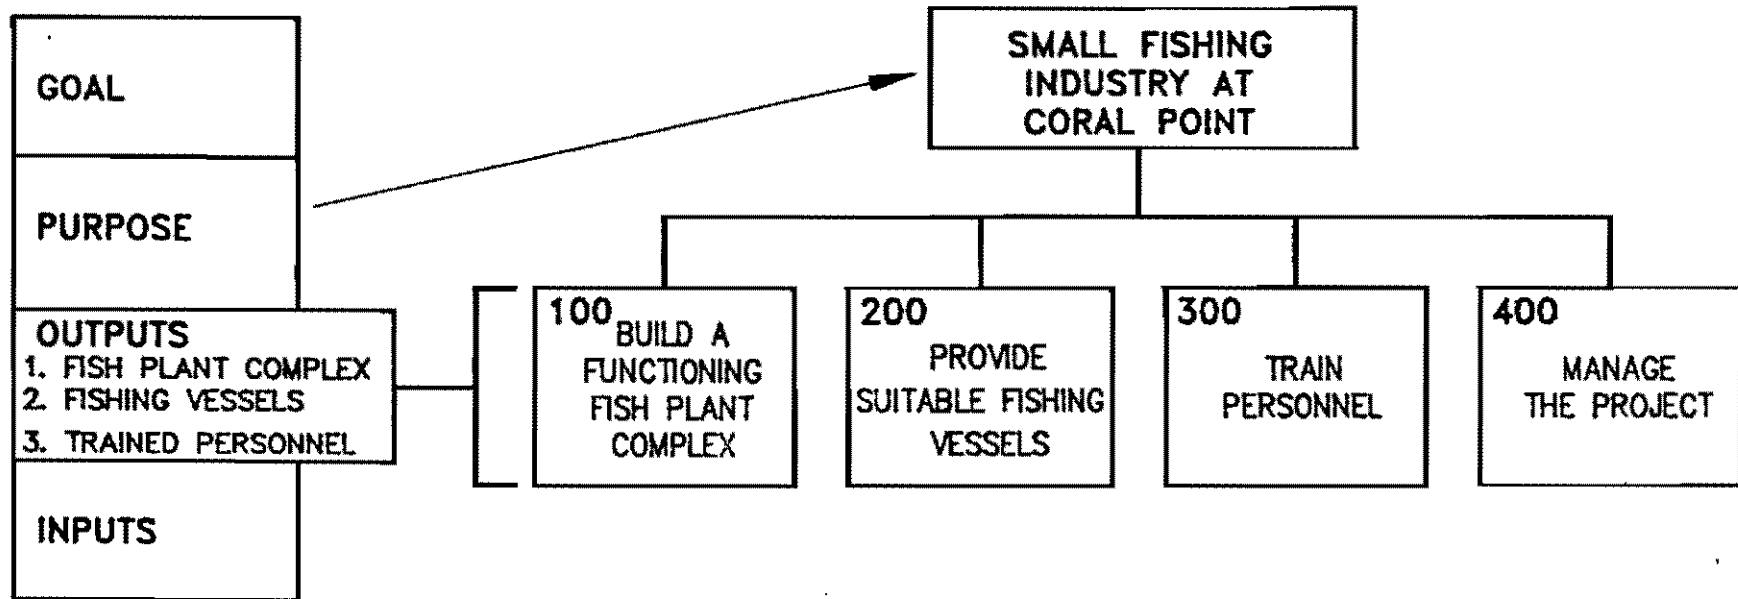 GOAL
PURPOSE
OUTPUTS
1. FISH PLANT COMPLEX
2. FISHING VESSELS
3. TRAINED PERSONNEL
INPUTS
SMALL FISHING
INDUSTRY AT
CORAL POINT
100
BUILD A
FUNCTIONING
FISH PLANT
COMPLEX
200
PROVIDE
SUITABLE FISHING
VESSELS
300
TRAIN
PERSONNEL
400
MANAGE
THE PROJECT